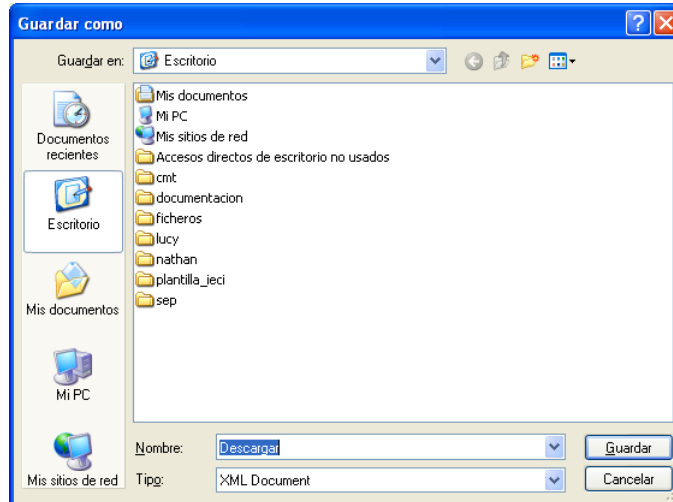 Guardar como
Guardar en:
Escritorio
Documentos
recientes
Escritorio
Mis documentos
Mi PC
Mis sitios de red
Mis documentos
Mi PC
Mis sitios de red
Accesos directos de escritorio no usados
cmt
documentacion
ficheros
lucy
nathan
plantilla_ieci
sep
Nombre:
Descargar
Guardar
Tipo:
XML Document
Cancelar